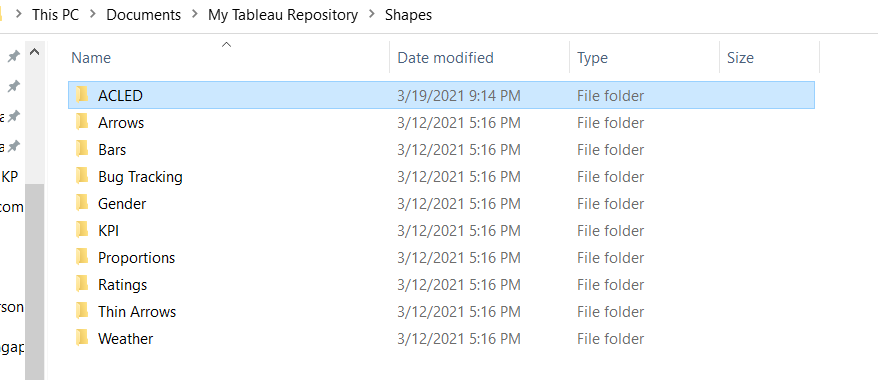 This PC > Documents > My Tableau Repository > Shapes
Name Date modified Type Size
ACLED 3/19/2021 9:14 PM File folder
Arrows 3/12/2021 5:16 PM File folder
Bars 3/12/2021 5:16 PM File folder
Bug Tracking 3/12/2021 5:16 PM File folder
KP
Gender 3/12/2021 5:16 PM File folder
com
KPI 3/12/2021 5:16 PM File folder
Proportions 3/12/2021 5:16 PM File folder
Ratings 3/12/2021 5:16 PM File folder
rson
Thin Arrows 3/12/2021 5:16 PM File folder
Weather 3/12/2021 5:16 PM File folder
ngap